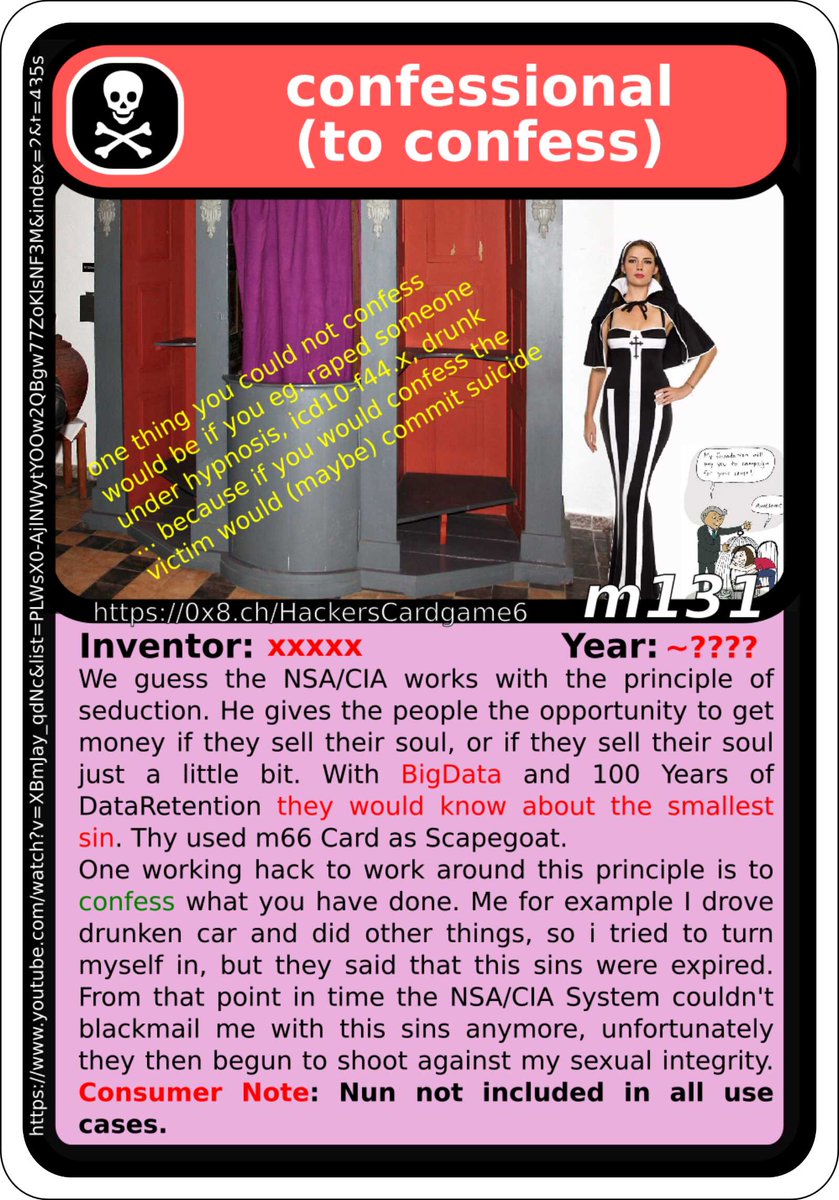 confessional
(to confess)
https://www.youtube.com/watch?v=XBmJay_qdNc&list=PLWsX0-AjlNWytYOOw2QBgw77ZoKlsNF3M&index=2&t=435s
one thing you could not confess
would be if you eg. raped someone
under hypnosis, icd10-f44.x, drunk
... because if you would confess the
victim would (maybe) commit suicide
My foundation will
pay you to campaign
for your cause!
Awesome!
https://0x8.ch/HackersCardgame6
m131
Inventor: xxxxx Year: ~????
We guess the NSA/CIA works with the principle of
seduction. He gives the people the opportunity to get
money if they sell their soul, or if they sell their soul
just a little bit. With BigData and 100 Years of
DataRetention they would know about the smallest
sin. Thy used m66 Card as Scapegoat.
One working hack to work around this principle is to
confess what you have done. Me for example I drove
drunken car and did other things, so i tried to turn
myself in, but they said that this sins were expired.
From that point in time the NSA/CIA System couldn't
blackmail me with this sins anymore, unfortunately
they then begun to shoot against my sexual integrity.
Consumer Note: Nun not included in all use
cases.